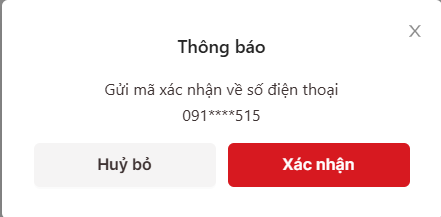 Thông báo
Gửi mã xác nhận về số điện thoại
091****515
Huỷ bỏ
Xác nhận